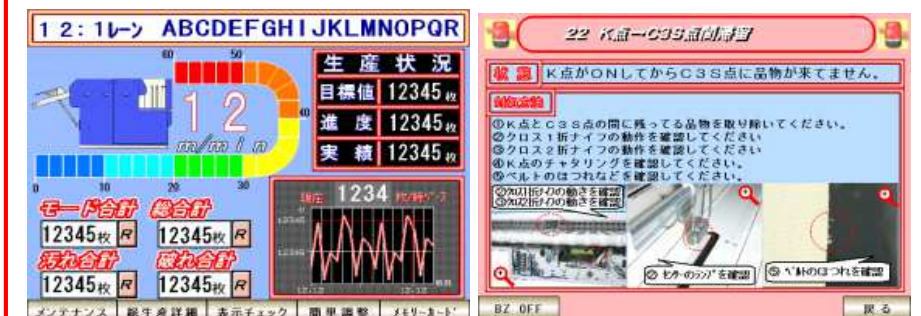 12:1レーン ABCDEFGHIJKLMNOPQR
60 50
12
m/min
40
0 10 20 30
生産状況
目標値 12345枚
進度 12345枚
実績 12345枚
モード合計 総合計
12345枚 R 12345枚 R
汚れ合計 破れ合計
12345枚 R 12345枚 R
現在 1234 枚/時ペース
12345
12345
12:12 12:12
メンテナンス 総生産詳細 表示チェック 簡単調整 メモリーカード
22 K点→C3S点間滞留
K点がONしてからC3S点に品物が来てません。
①K点とC3S点の間に残ってる品物を取り除いてください。
②クロス1折ナイフの動作を確認してください
③クロス2折ナイフの動作を確認してください
④K点のチャタリングを確認してください。
⑤ベルトのほつれなどを確認してください。
②クロス1折ナイフの動きを確認
③クロス2折ナイフの動きを確認
② センサーのランプを確認
⑤ ベルトのほつれを確認
BZ OFF 戻る